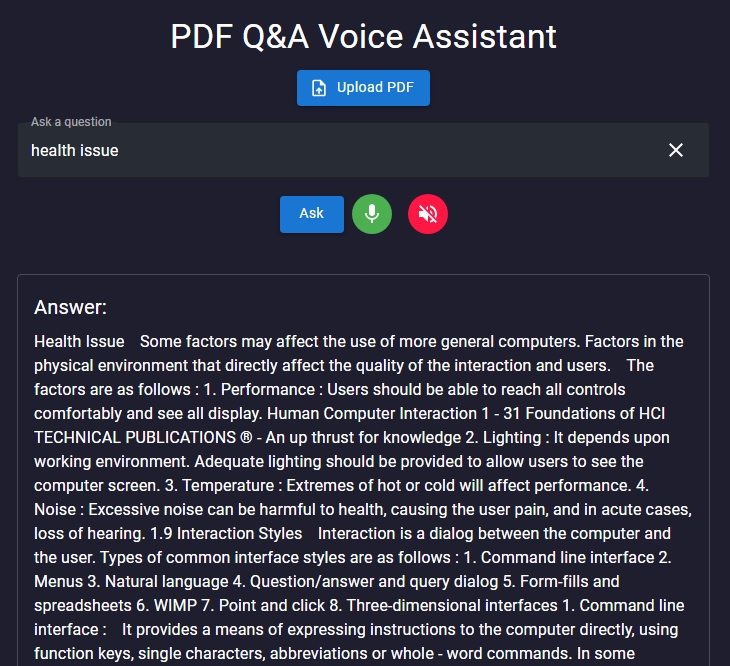 PDF Q&A Voice Assistant
Upload PDF
Ask a question
health issue
Ask
Answer:
Health Issue    Some factors may affect the use of more general computers. Factors in the
physical environment that directly affect the quality of the interaction and users.    The
factors are as follows : 1. Performance : Users should be able to reach all controls
comfortably and see all display. Human Computer Interaction 1 - 31 Foundations of HCI
TECHNICAL PUBLICATIONS ® - An up thrust for knowledge 2. Lighting : It depends upon
working environment. Adequate lighting should be provided to allow users to see the
computer screen. 3. Temperature : Extremes of hot or cold will affect performance. 4.
Noise : Excessive noise can be harmful to health, causing the user pain, and in acute cases,
loss of hearing. 1.9 Interaction Styles    Interaction is a dialog between the computer and
the user. Types of common interface styles are as follows : 1. Command line interface 2.
Menus 3. Natural language 4. Question/answer and query dialog 5. Form-fills and
spreadsheets 6. WIMP 7. Point and click 8. Three-dimensional interfaces 1. Command line
interface :    It provides a means of expressing instructions to the computer directly, using
function keys, single characters, abbreviations or whole - word commands. In some